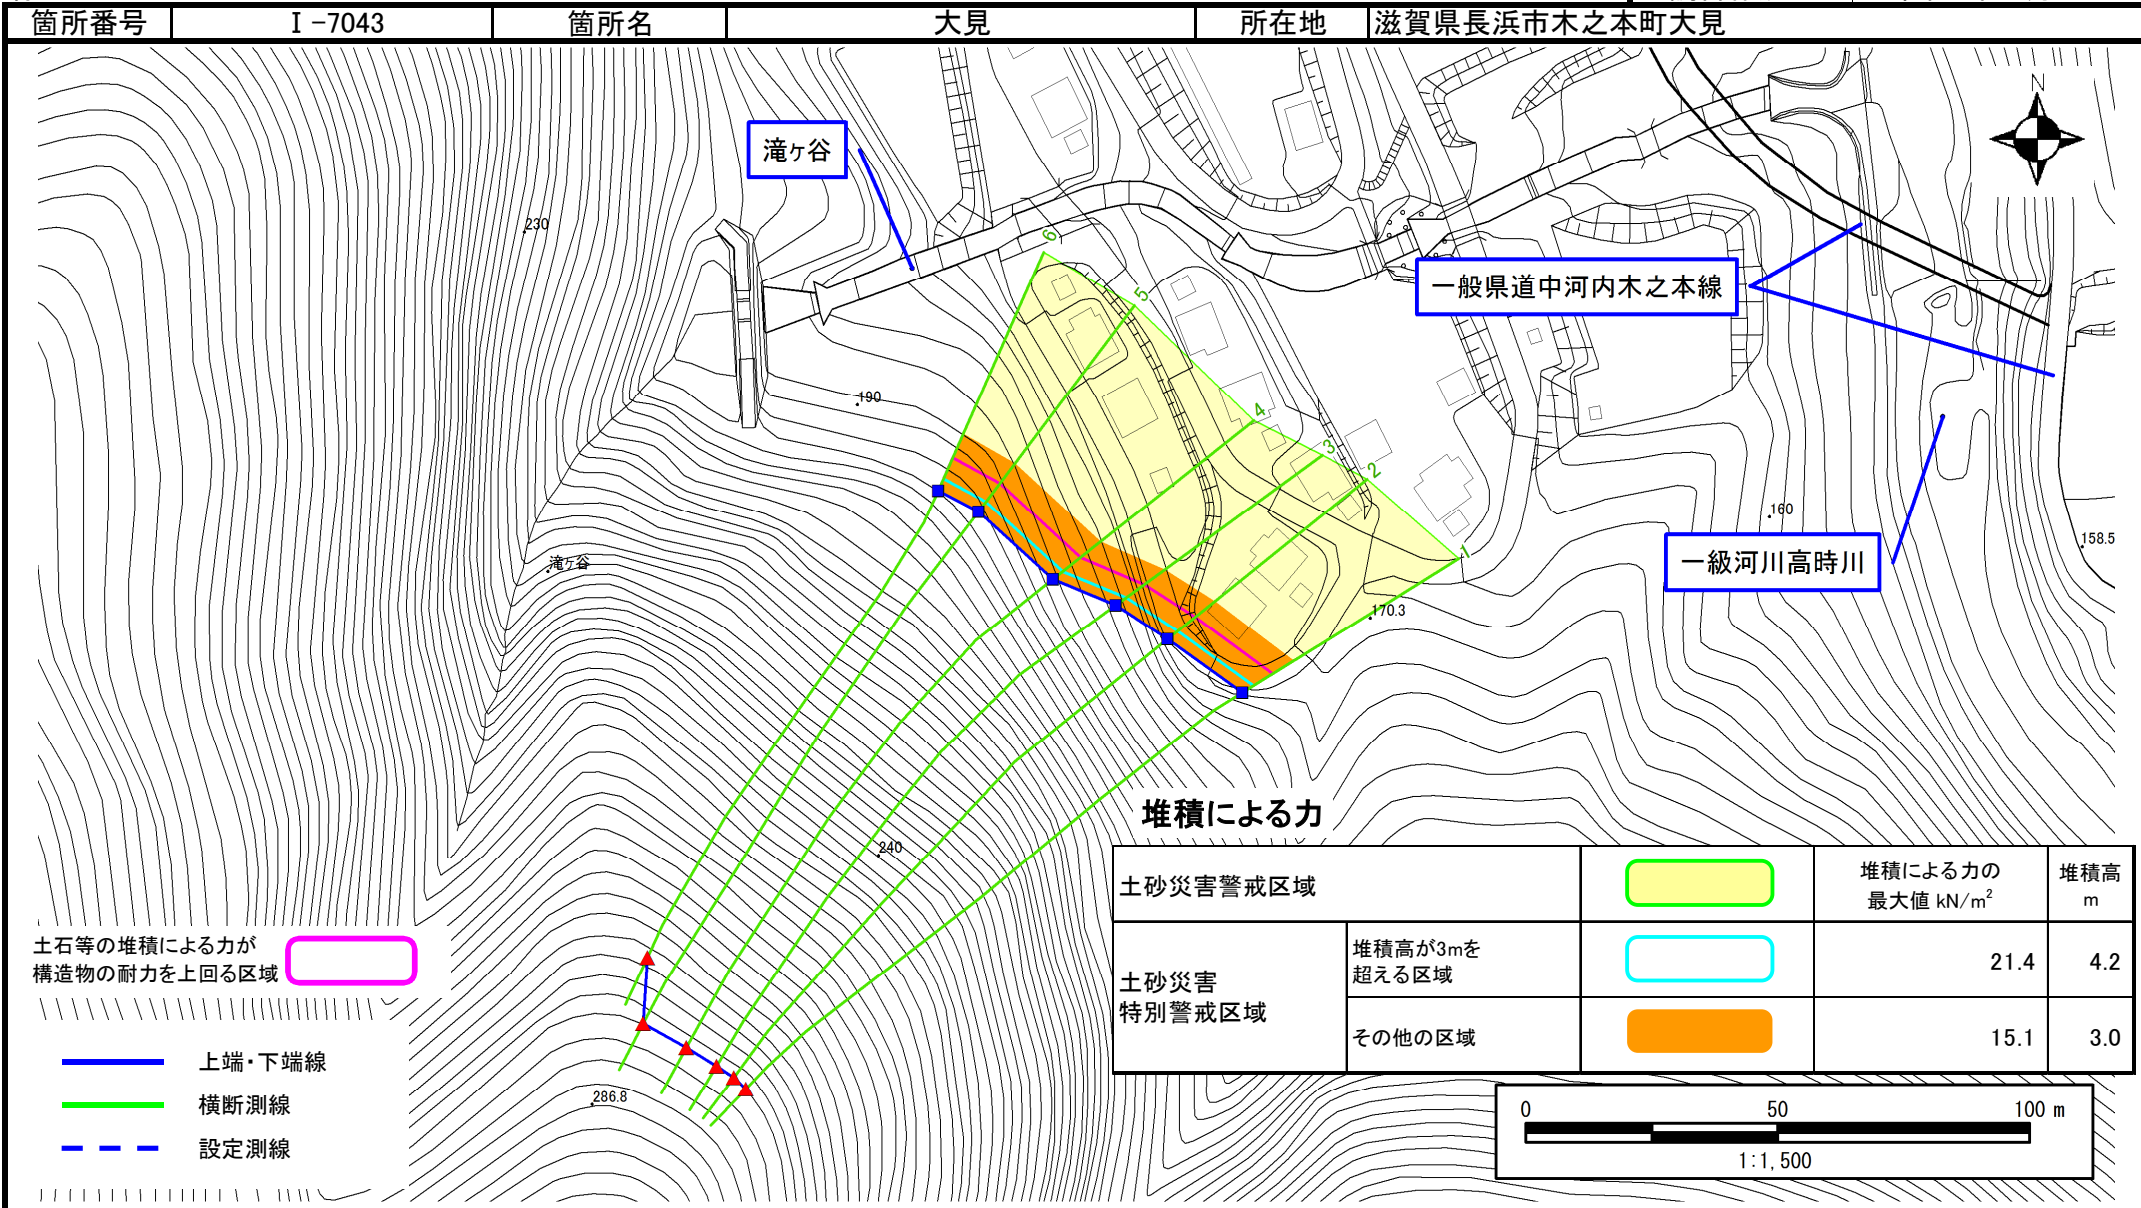 箇所番号 Ⅰ-7043 箇所名 大見 所在地 滋賀県長浜市木之本町大見
N
滝ヶ谷
230
6
5
一般県道中河内木之本線
190
4
3
2
160
158.5
1
滝ヶ谷
一級河川高時川
170.3
240
堆積による力
土砂災害警戒区域
堆積による力の
最大値 kN/m²
堆積高
m
土砂災害
特別警戒区域
堆積高が3mを
超える区域
21.4 4.2
その他の区域
15.1 3.0
土石等の堆積による力が
構造物の耐力を上回る区域
上端・下端線
横断測線
設定測線
286.8
0 50 100 m
1:1,500